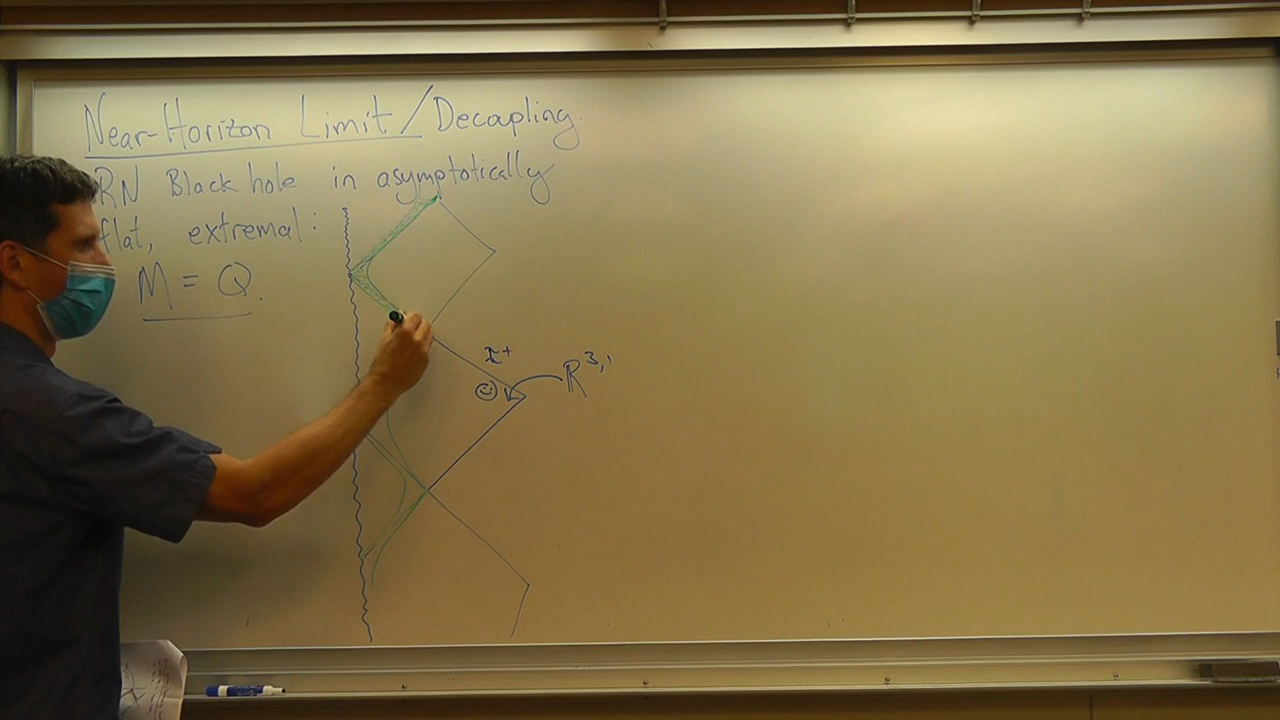 Near-Horizon Limit/Decoupling.
RN Black hole in asymptotically
flat, extremal:
M = Q.
I⁺
ℝ³,¹